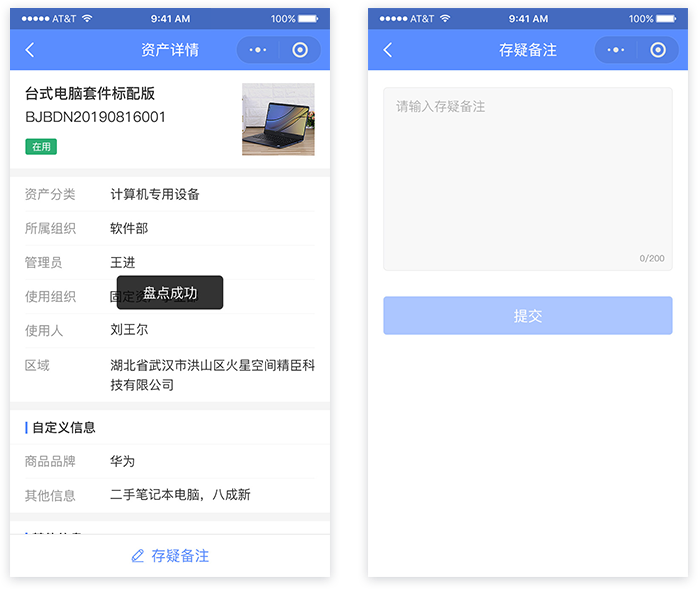 AT&T 9:41 AM 100%
资产详情
台式电脑套件标配版
BJBDN20190816001
在用
资产分类 计算机专用设备
所属组织 软件部
管理员 王进
使用组织 固定资
盘点成功
使用人 刘王尔
区域 湖北省武汉市洪山区火星空间精臣科
技有限公司
自定义信息
商品品牌 华为
其他信息 二手笔记本电脑，八成新
存疑备注
AT&T 9:41 AM 100%
存疑备注
请输入存疑备注
0/200
提交